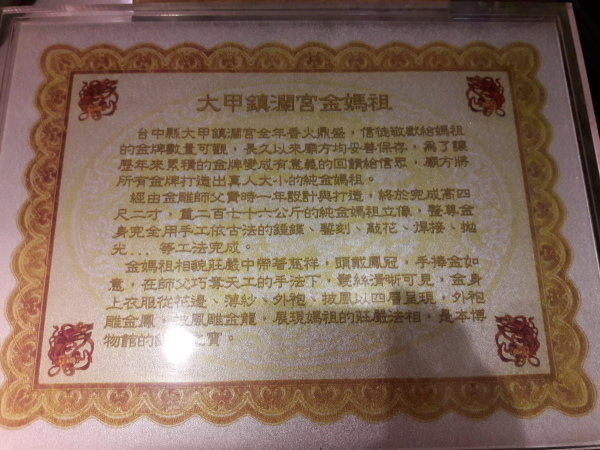 大甲鎮瀾宮金媽祖
台中縣大甲鎮瀾宮全年香火鼎盛，信徒敬獻給媽祖
的金牌數量可觀，長久以來廟方均妥善保存，為了讓
歷年來累積的金牌變成有意義的回饋給信眾，廟方將
所有金牌打造出真人大小的純金媽祖。
經由金雕師父費時一年設計與打造，終於完成高四
尺二寸，重二百七十六公斤的純金媽祖立像，整尊金
身完全用手工依古法的鎚鏃、鏨刻、敲花、焊接、拋
光... 等工法完成。
金媽祖相貌莊嚴中帶著慈祥，頭戴鳳冠，手捧金如
意，在師父巧奪天工的手法下，髮絲清晰可見，金身
上衣服從花邊、薄紗、外袍、披風以四層呈現，外袍
雕金鳳，披風雕金龍，展現媽祖的莊嚴法相，是本博
物館的之寶。